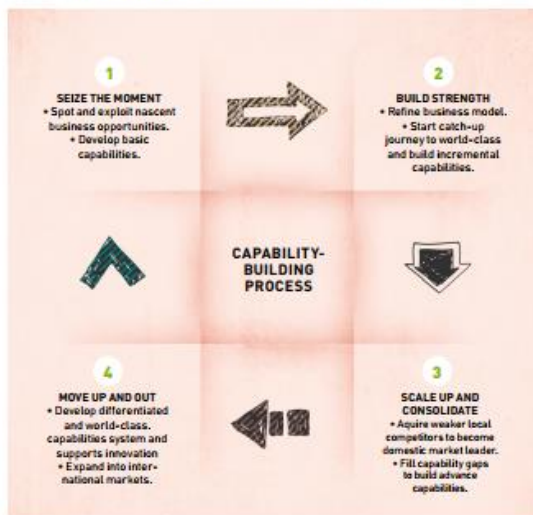 1
SEIZE THE MOMENT
• Spot and exploit nascent
business opportunities.
• Develop basic
capabilities.
2
BUILD STRENGTH
• Refine business model.
• Start catch-up
journey to world-class
and build incremental
capabilities.
CAPABILITY-
BUILDING
PROCESS
4
MOVE UP AND OUT
• Develop differentiated
and world-class.
capabilities system and
supports innovation
• Expand into inter-
national markets.
3
SCALE UP AND
CONSOLIDATE
• Aquire weaker local
competitors to become
domestic market leader.
• Fill capability gaps
to build advance
capabilities.